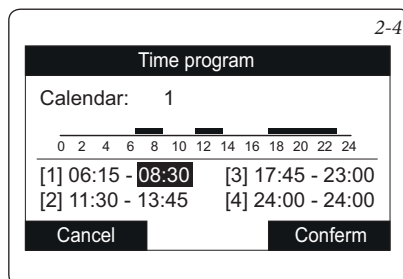 2-4
Time program
Calendar: 1
0 2 4 6 8 10 12 14 16 18 20 22 24
[1] 06:15 - 08:30 [3] 17:45 - 23:00
[2] 11:30 - 13:45 [4] 24:00 - 24:00
Cancel Conferm